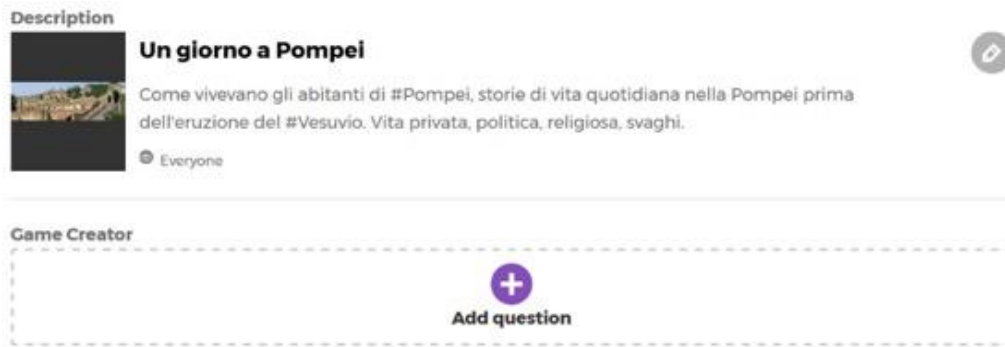 Description
Un giorno a Pompei
Come vivevano gli abitanti di #Pompei, storie di vita quotidiana nella Pompei prima
dell'eruzione del #Vesuvio. Vita privata, politica, religiosa, svaghi.
Everyone
Game Creator
Add question